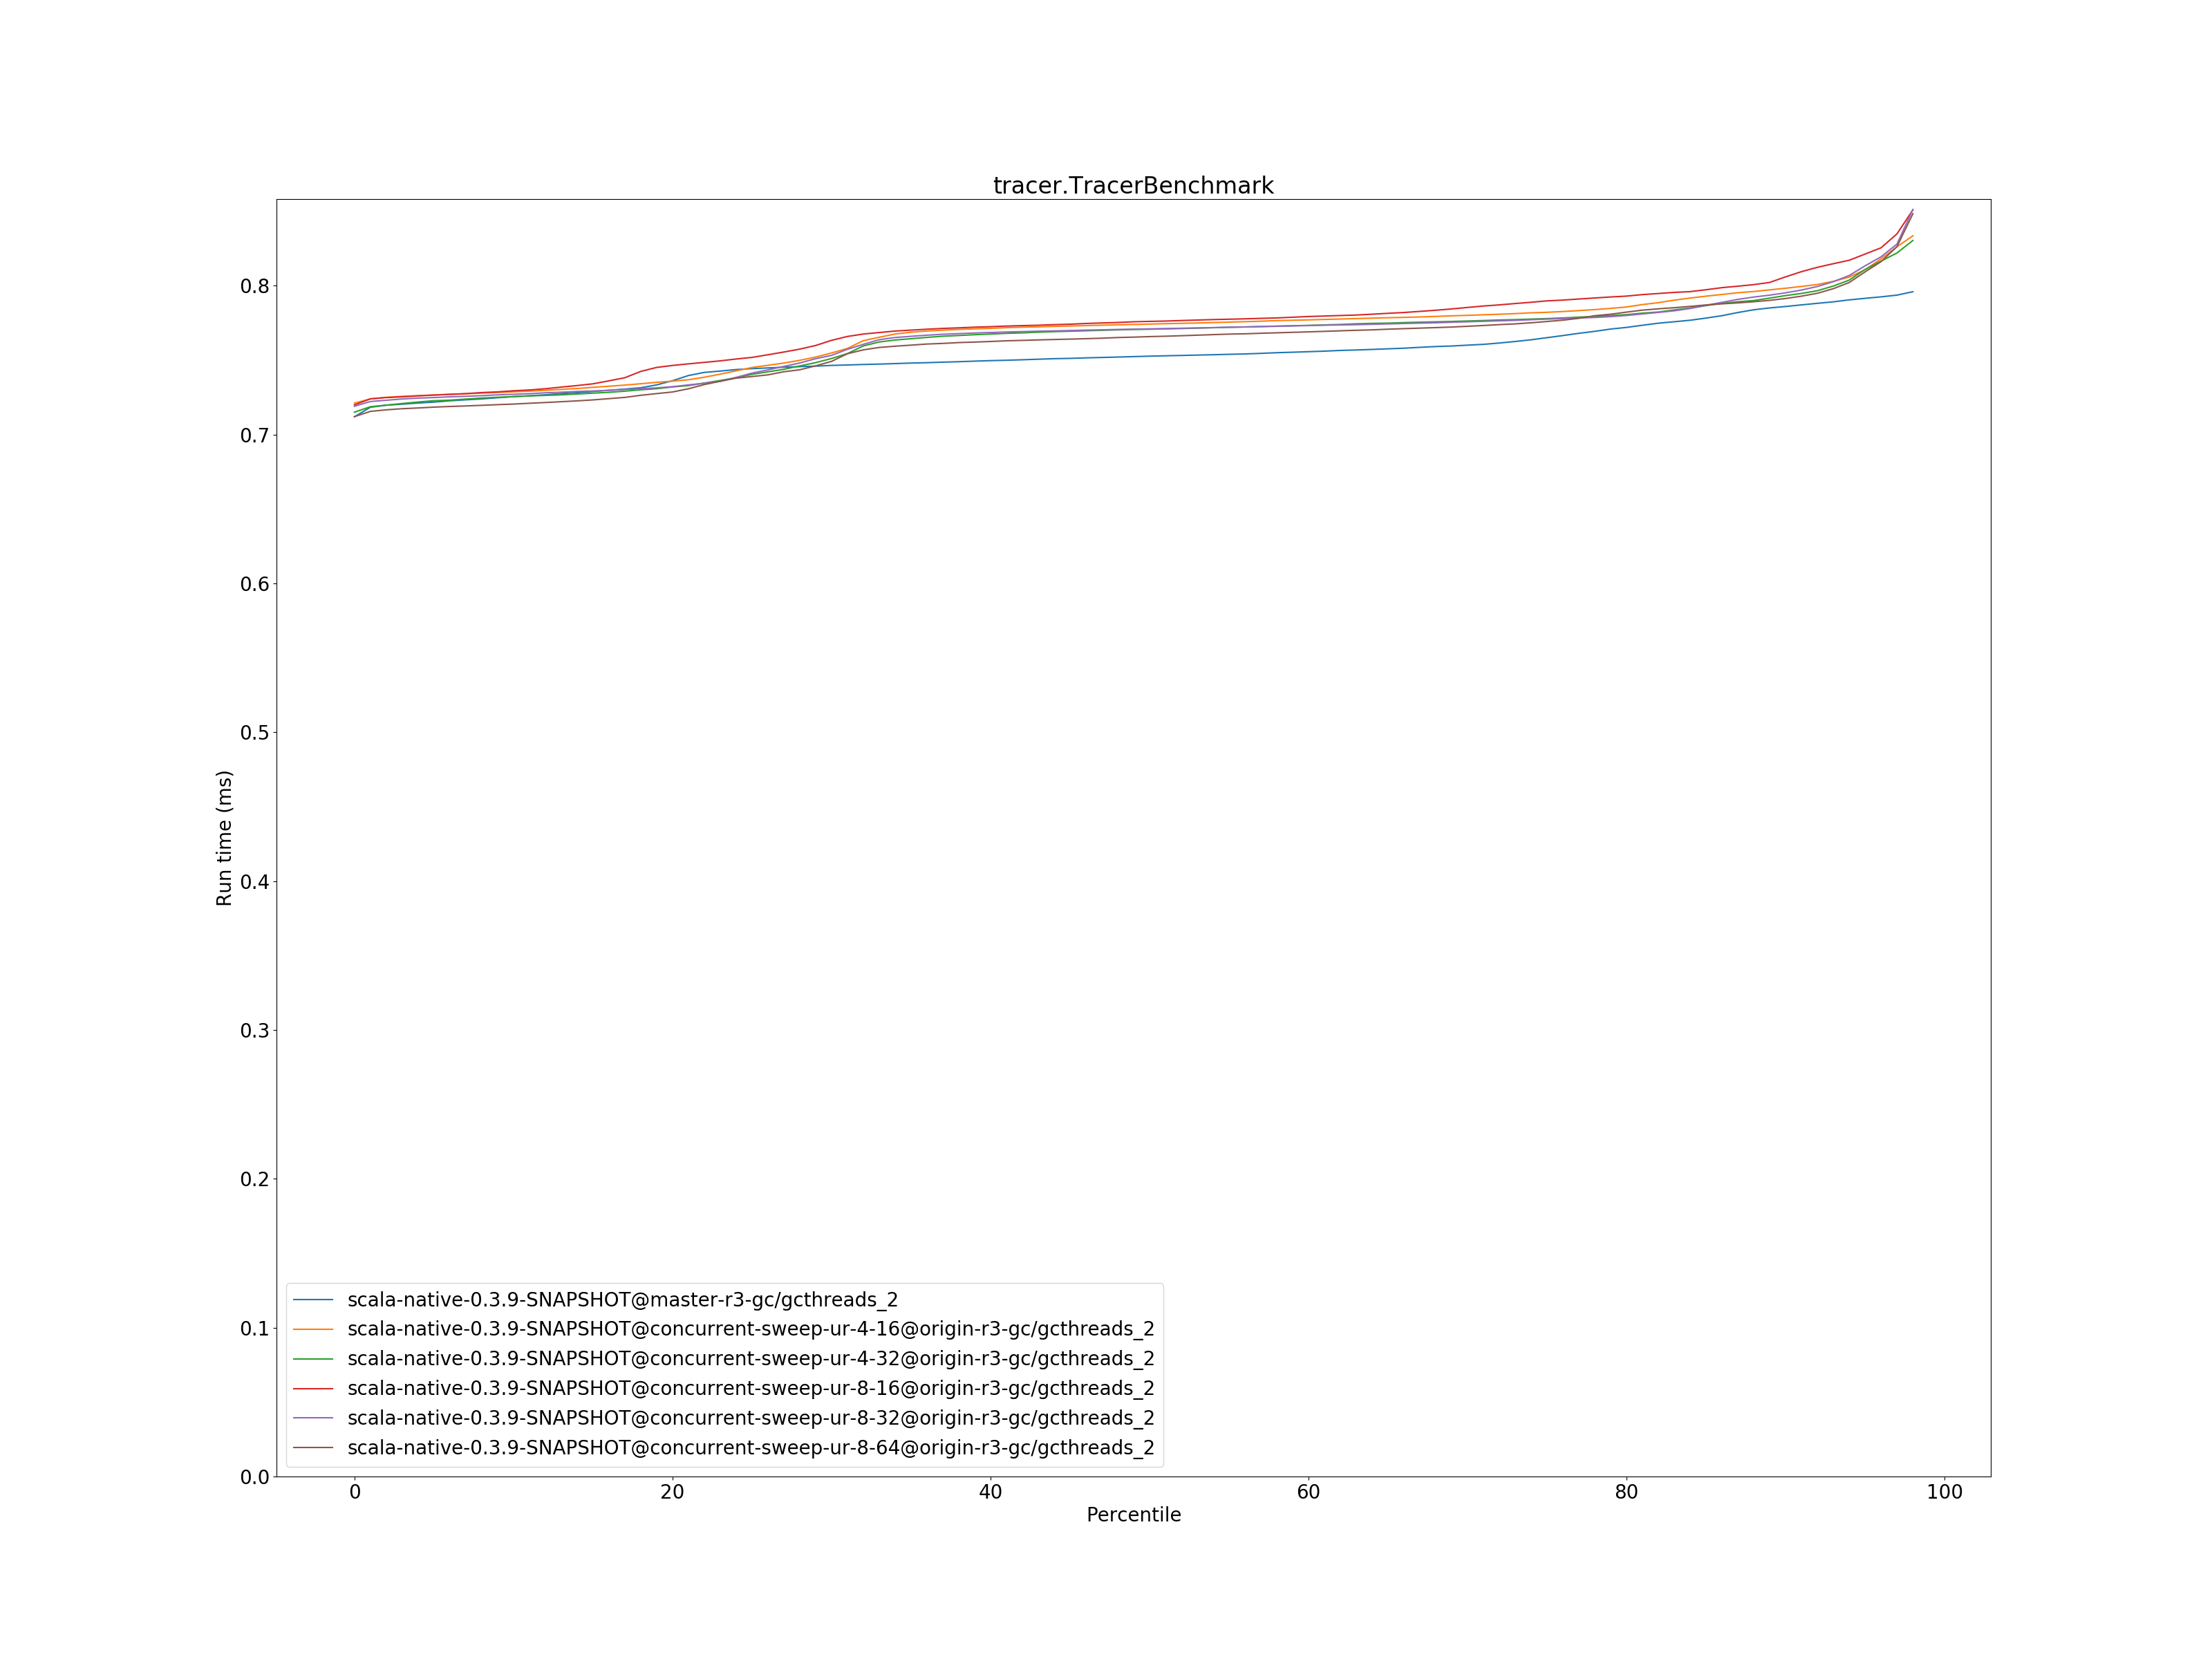 tracer.TracerBenchmark
0.8
0.7
0.6
0.5
0.4
0.3
0.2
0.1
0.0
Run time (ms)
scala-native-0.3.9-SNAPSHOT@master-r3-gc/gcthreads_2
scala-native-0.3.9-SNAPSHOT@concurrent-sweep-ur-4-16@origin-r3-gc/gcthreads_2
scala-native-0.3.9-SNAPSHOT@concurrent-sweep-ur-4-32@origin-r3-gc/gcthreads_2
scala-native-0.3.9-SNAPSHOT@concurrent-sweep-ur-8-16@origin-r3-gc/gcthreads_2
scala-native-0.3.9-SNAPSHOT@concurrent-sweep-ur-8-32@origin-r3-gc/gcthreads_2
scala-native-0.3.9-SNAPSHOT@concurrent-sweep-ur-8-64@origin-r3-gc/gcthreads_2
0 20 40 60 80 100
Percentile